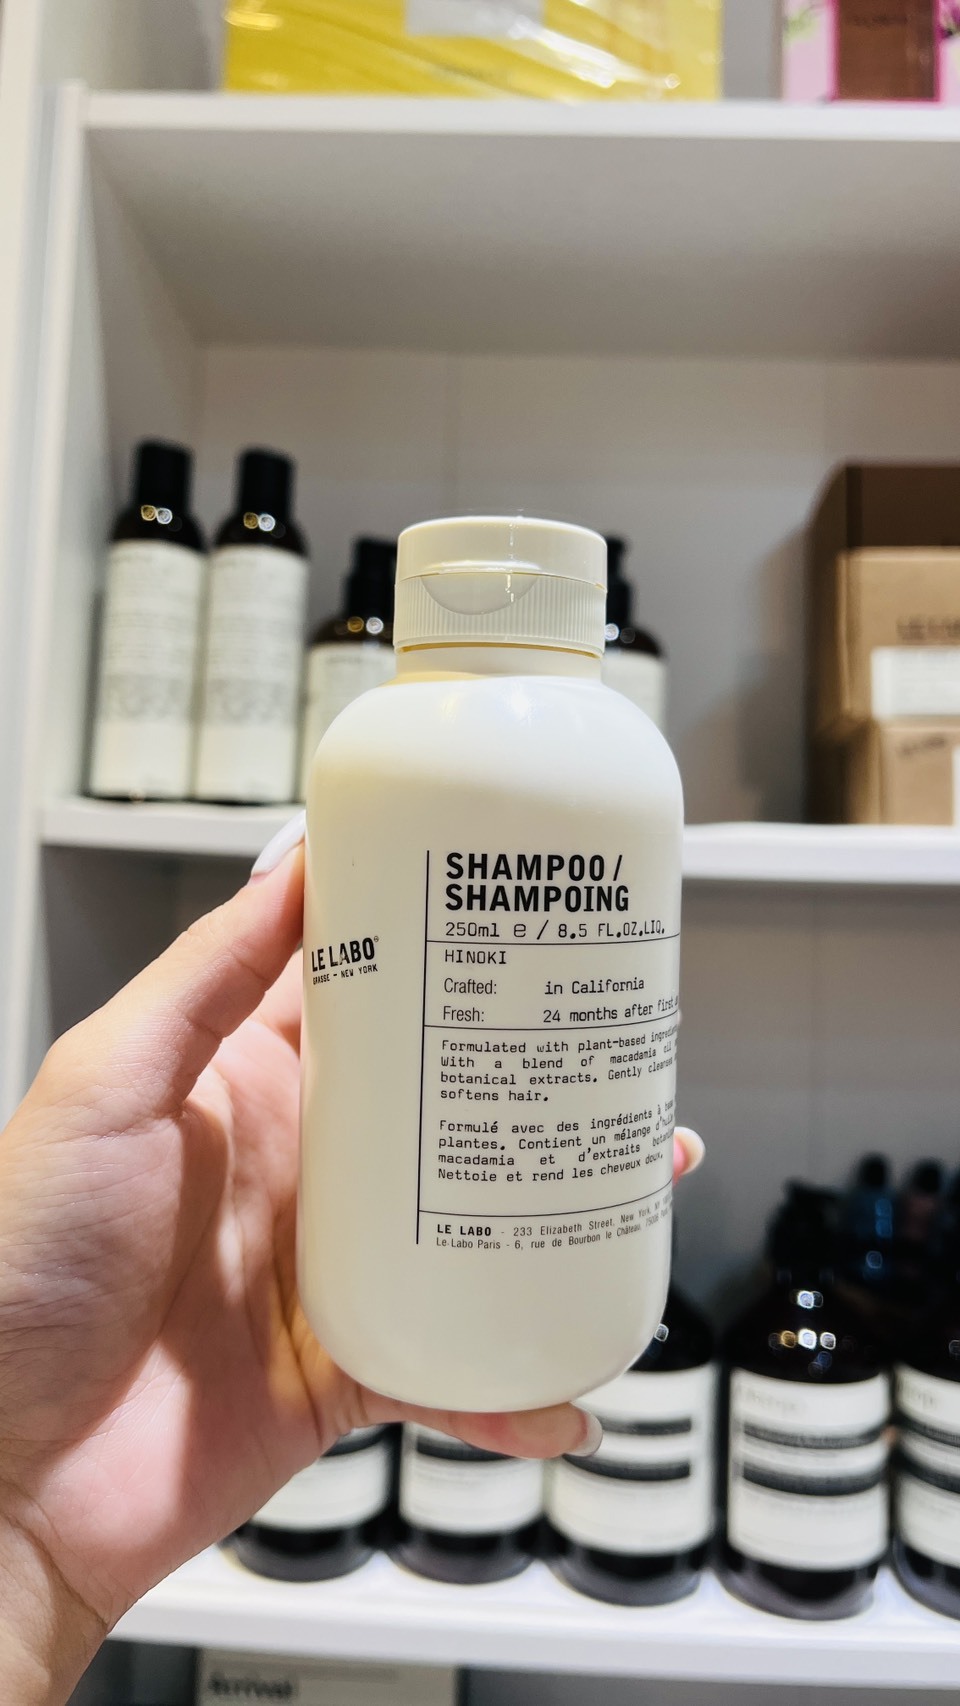 SHAMPOO/
SHAMPOING
250ml e / 8.5 FL.OZ.LIQ.
LE LABO
GRASSE - NEW YORK
HINOKI
Crafted: in California
Fresh: 24 months after first
Formulated with plant-based
With a blend of macadamia oil
botanical extracts. Gently
softens hair.
Formulé avec des ingrédients à
plantes. Contient un mélange d'huile
macadamia et d'extraits
Nettoie et rend les cheveux doux.
LE LABO - 233 Elizabeth Street, New York,
Le Labo Paris - 6, rue de Bourbon le Château,
Arrival